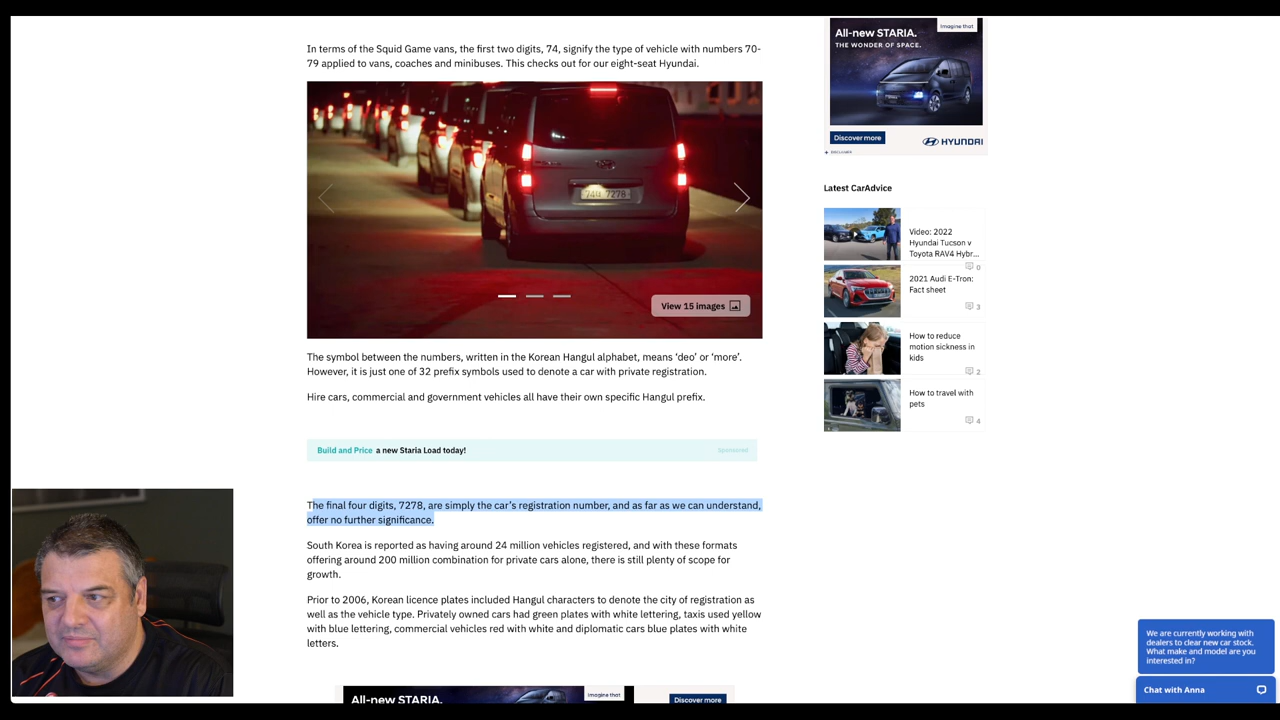 In terms of the Squid Game vans, the first two digits, 74, signify the type of vehicle with numbers 70-
79 applied to vans, coaches and minibuses. This checks out for our eight-seat Hyundai.
7278
View 15 images
The symbol between the numbers, written in the Korean Hangul alphabet, means ‘deo’ or ‘more’.
However, it is just one of 32 prefix symbols used to denote a car with private registration.
Hire cars, commercial and government vehicles all have their own specific Hangul prefix.
Build and Price a new Staria Load today!
Sponsored
The final four digits, 7278, are simply the car’s registration number, and as far as we can understand,
offer no further significance.
South Korea is reported as having around 24 million vehicles registered, and with these formats
offering around 200 million combination for private cars alone, there is still plenty of scope for
growth.
Prior to 2006, Korean licence plates included Hangul characters to denote the city of registration as
well as the vehicle type. Privately owned cars had green plates with white lettering, taxis used yellow
with blue lettering, commercial vehicles red with white and diplomatic cars blue plates with white
letters.
All-new STARIA.
Imagine that
Discover more
Imagine that
All-new STARIA.
THE WONDER OF SPACE.
Discover more
HYUNDAI
Latest CarAdvice
Video: 2022
Hyundai Tucson v
Toyota RAV4 Hybr...
0
2021 Audi E-Tron:
Fact sheet
3
How to reduce
motion sickness in
kids
2
How to travel with
pets
4
We are currently working with
dealers to clear new car stock.
What make and model are you
interested in?
Chat with Anna